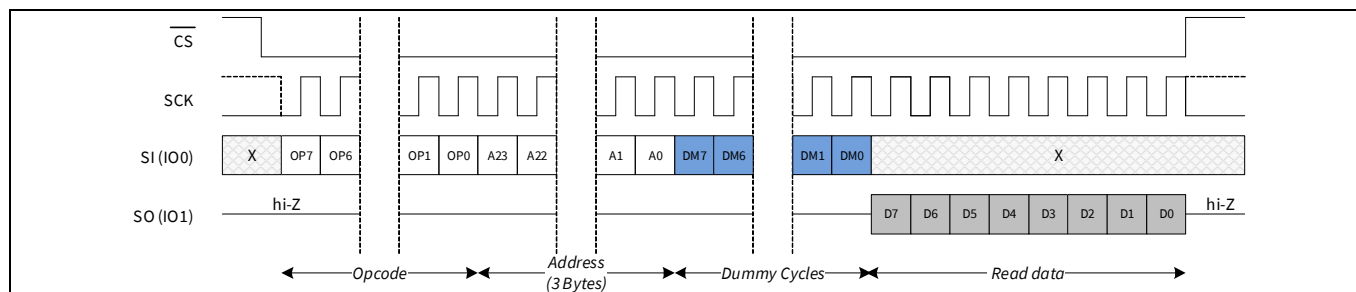 CS
SCK
SI (IO0) X OP7 OP6 OP1 OP0 A23 A22 A1 A0 DM7 DM6 DM1 DM0 X
hi-Z hi-Z
SO (IO1) D7 D6 D5 D4 D3 D2 D1 D0
Opcode Address Dummy Cycles Read data
(3 Bytes)